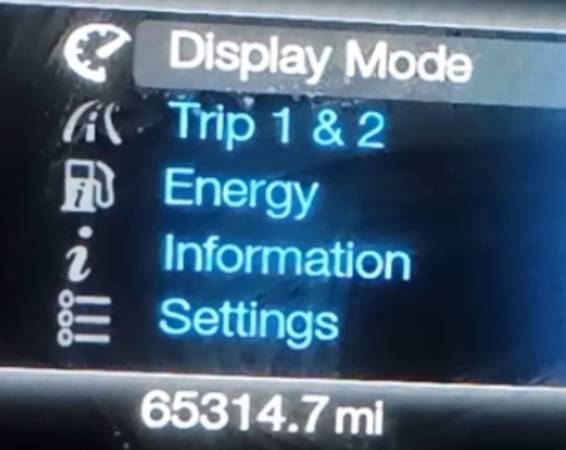 Display Mode
Trip 1 & 2
Energy
Information
Settings
65314.7 mi